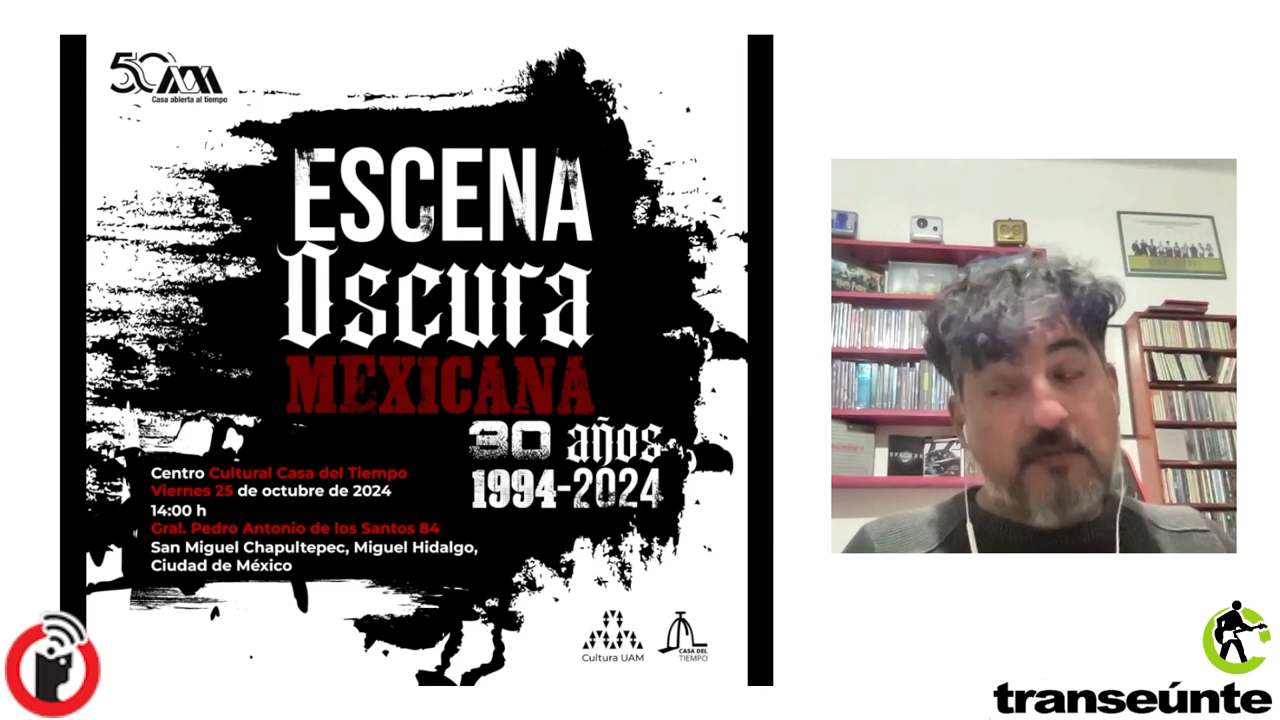 50
Casa abierta al tiempo
ESCENA
Oscura
MEXICANA
30 años
1994-2024
Centro Cultural Casa del Tiempo
Viernes 25 de octubre de 2024
14:00 h
Gral. Pedro Antonio de los Santos 84
San Miguel Chapultepec, Miguel Hidalgo,
Ciudad de México
Cultura UAM
CASA DEL
TIEMPO
transeúnte